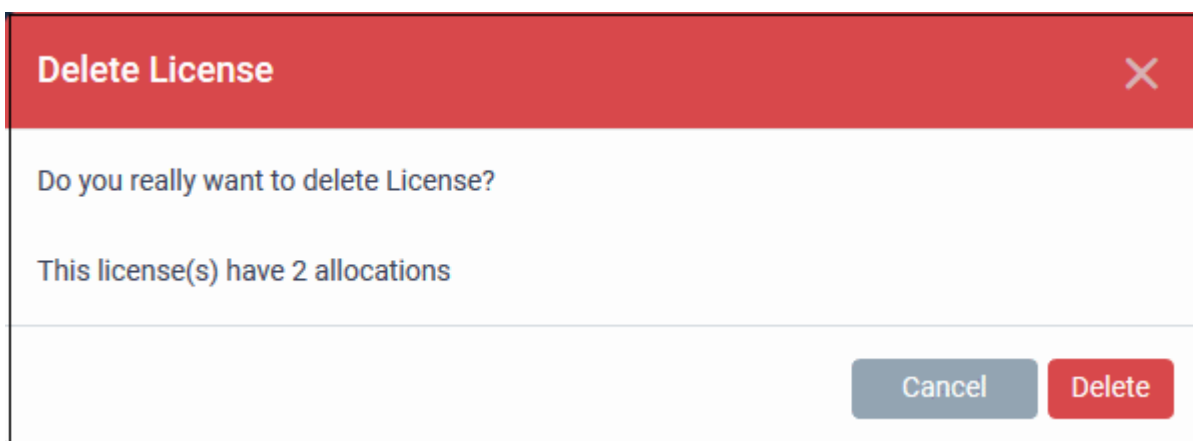 Delete License
Do you really want to delete License?
This license(s) have 2 allocations
Cancel Delete